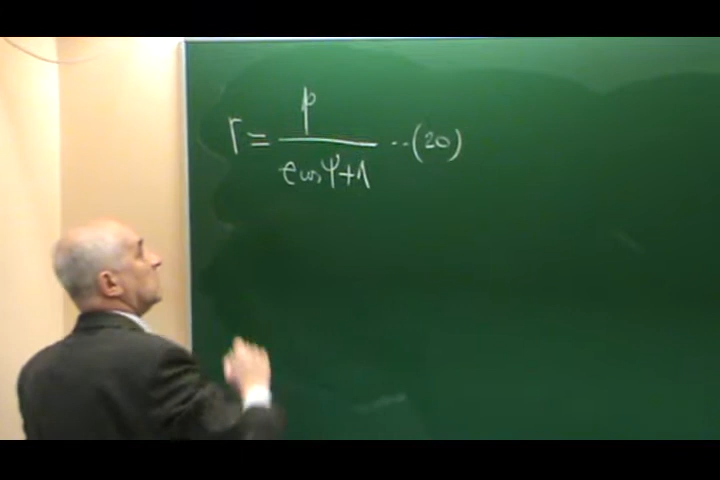 r = p / (e cos φ + 1) ..(20)